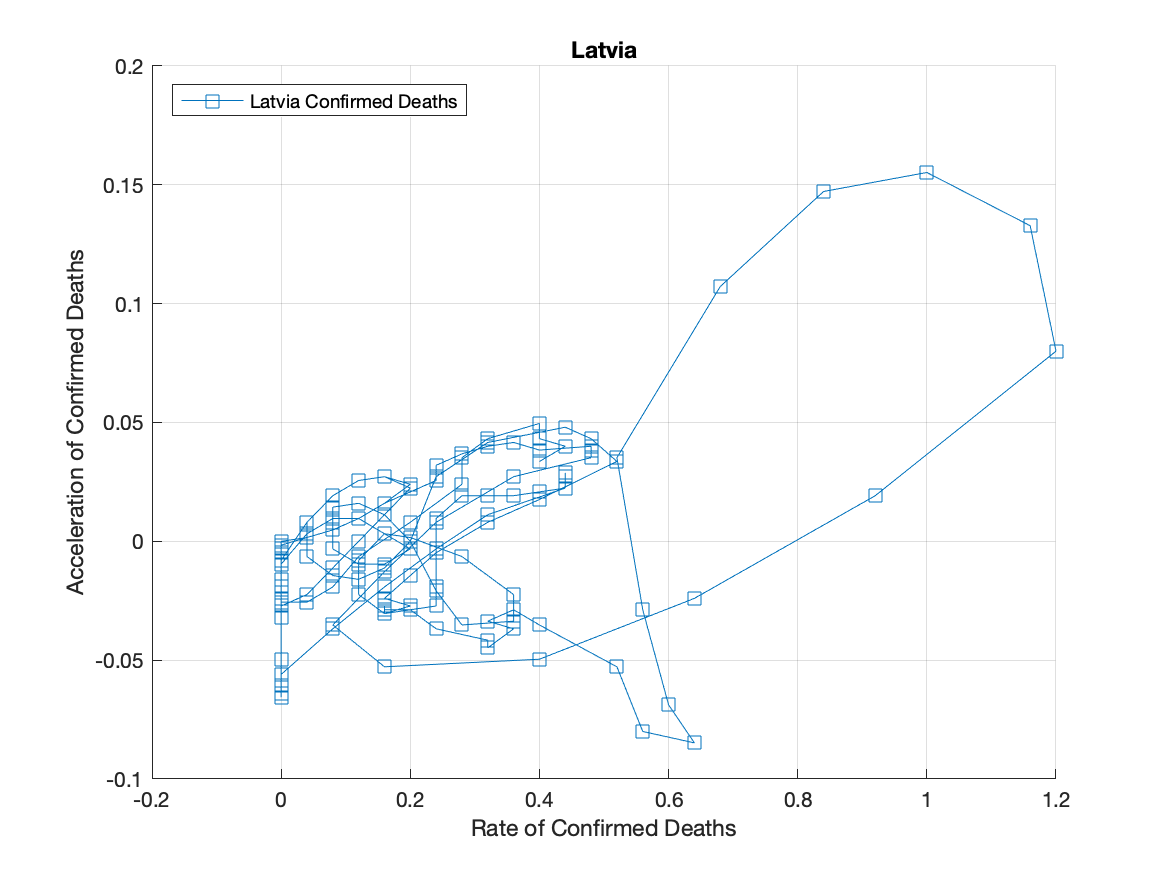 Latvia
0.2
Latvia Confirmed Deaths
0.15
0.1
0.05
0
-0.05
-0.1
Acceleration of Confirmed Deaths
-0.2 0 0.2 0.4 0.6 0.8 1 1.2
Rate of Confirmed Deaths